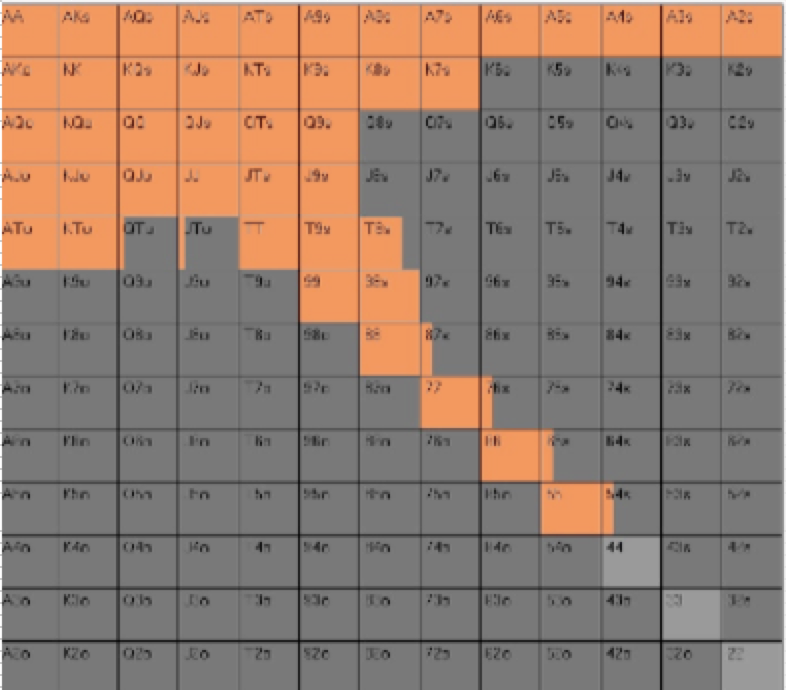 AA AKs AQs AJs ATs A9s A8s A7s A6s A5s A4s A3s A2s
AKo KK KQs KJs KTs K9s K8s K7s K6s K5s K4s K3s K2s
AQo KQo QQ QJs QTs Q9s Q8s Q7s Q6s Q5s Q4s Q3s Q2s
AJo KJo QJo JJ JTs J9s J8s J7s J6s J5s J4s J3s J2s
ATo KTo QTo JTo TT T9s T8s T7s T6s T5s T4s T3s T2s
A9o K9o Q9o J9o T9o 99 98s 97s 96s 95s 94s 93s 92s
A8o K8o Q8o J8o T8o 98o 88 87s 86s 85s 84s 83s 82s
A7o K7o Q7o J7o T7o 97o 87o 77 76s 75s 74s 73s 72s
A6o K6o Q6o J6o T6o 96o 86o 76o 66 65s 64s 63s 62s
A5o K5o Q5o J5o T5o 95o 85o 75o 65o 55 54s 53s 52s
A4o K4o Q4o J4o T4o 94o 84o 74o 64o 54o 44 43s 42s
A3o K3o Q3o J3o T3o 93o 83o 73o 63o 53o 43o 33 32s
A2o K2o Q2o J2o T2o 92o 82o 72o 62o 52o 42o 32o 22